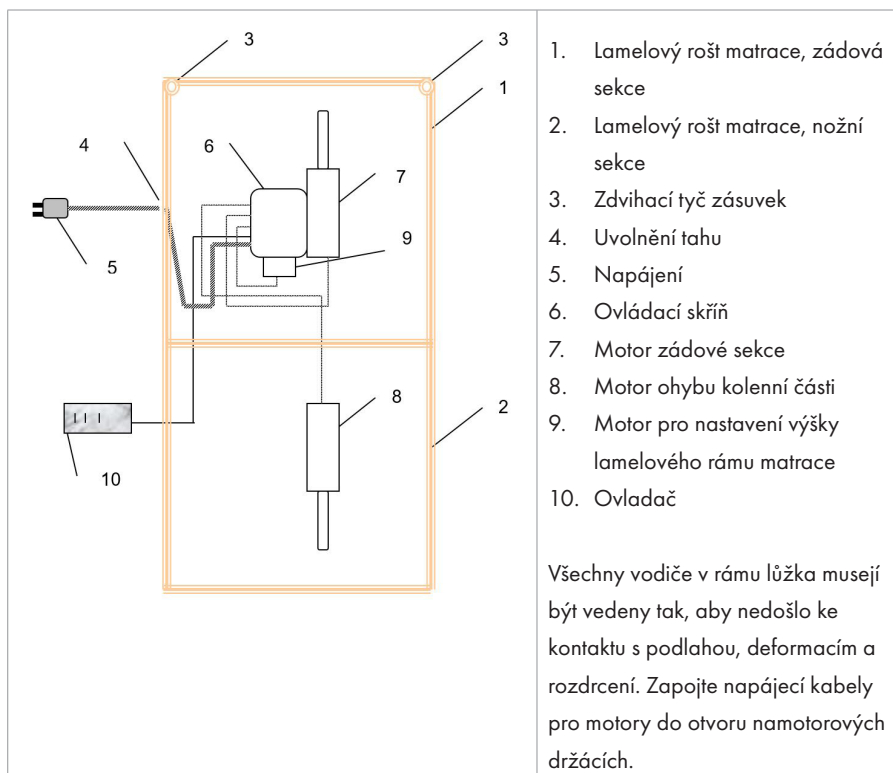 3
3
1
4
6
7
5
9
8
2
10
1. Lamelový rošt matrace, zádová
sekce
2. Lamelový rošt matrace, nožní
sekce
3. Zdvihací tyč zásuvek
4. Uvolnění tahu
5. Napájení
6. Ovládací skříň
7. Motor zádové sekce
8. Motor ohybu kolenní části
9. Motor pro nastavení výšky
lamelového rámu matrace
10. Ovladač
Všechny vodiče v rámu lůžka musejí
být vedeny tak, aby nedošlo ke
kontaktu s podlahou, deformacím a
rozdrcení. Zapojte napájecí kabely
pro motory do otvoru namotorových
držácích.